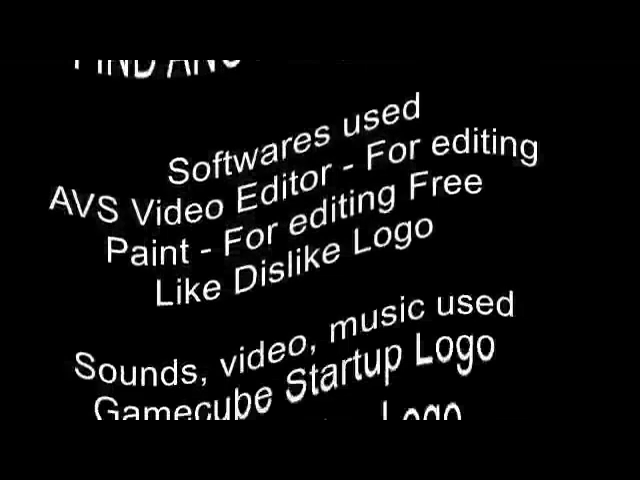 Softwares used
AVS Video Editor - For editing
Paint - For editing Free
Like Dislike Logo
Sounds, video, music used
Gamecube Startup Logo
Logo